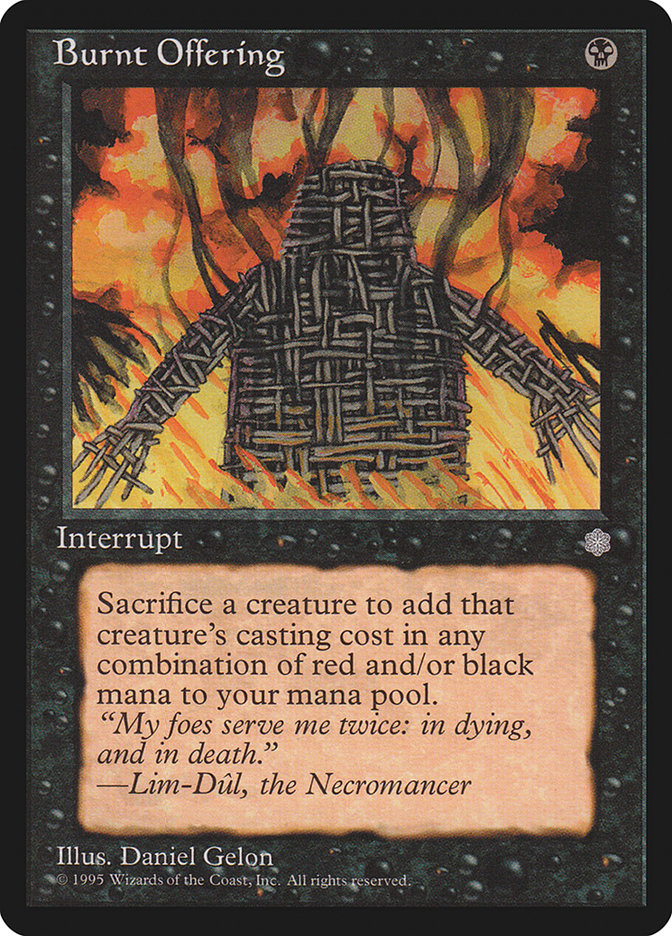 Burnt Offering
Interrupt
Sacrifice a creature to add that
creature's casting cost in any
combination of red and/or black
mana to your mana pool.
"My foes serve me twice: in dying,
and in death."
—Lim-Dûl, the Necromancer
Illus. Daniel Gelon
© 1995 Wizards of the Coast, Inc. All rights reserved.